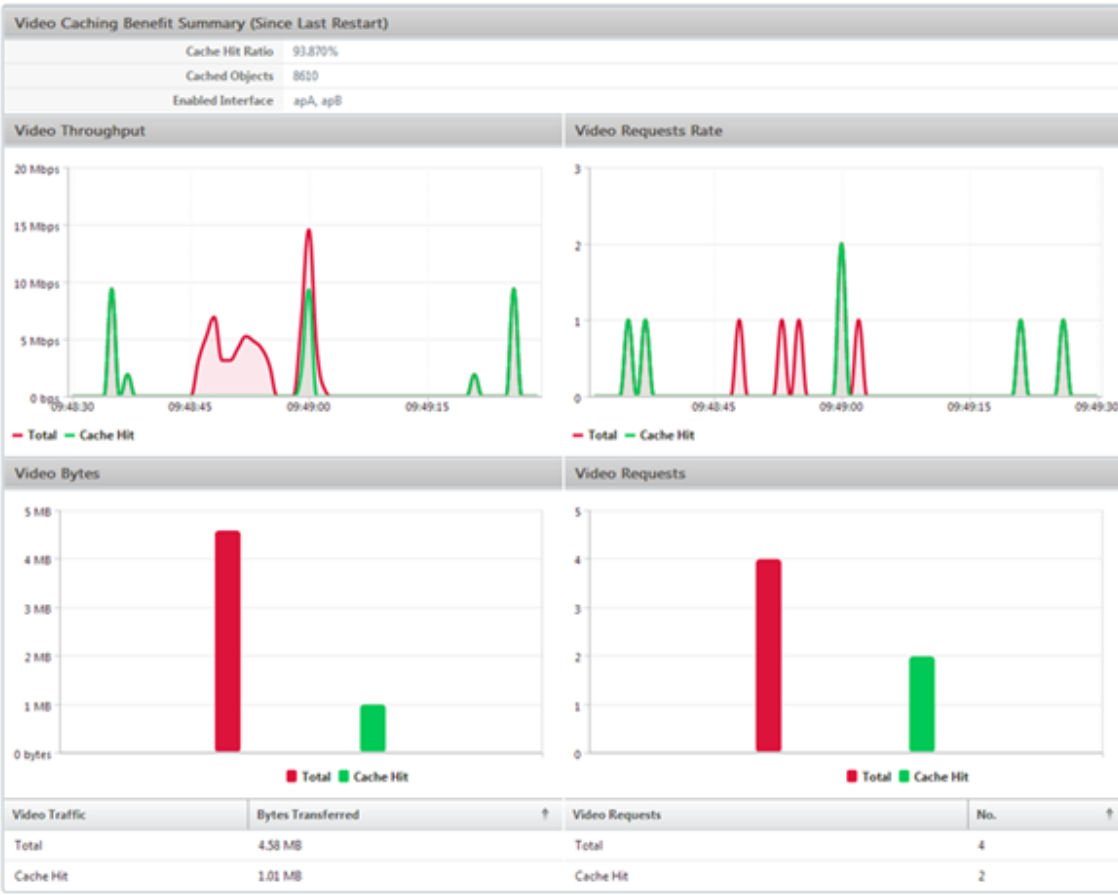 Video Caching Benefit Summary (Since Last Restart)
Cache Hit Ratio 93.870%
Cached Objects 8610
Enabled Interface apA, apB
Video Throughput
20 Mbps
15 Mbps
10 Mbps
5 Mbps
0 bps
09:48:30 09:48:45 09:49:00 09:49:15
Total Cache Hit
Video Requests Rate
3
2
1
0
09:48:45 09:49:00 09:49:15 09:49:30
Total Cache Hit
Video Bytes
5 MB
4 MB
3 MB
2 MB
1 MB
0 bytes
Total Cache Hit
Video Requests
5
4
3
2
1
0
Total Cache Hit
Video Traffic Bytes Transferred ↑
Total 4.58 MB
Cache Hit 1.01 MB
Video Requests No. ↑
Total 4
Cache Hit 2